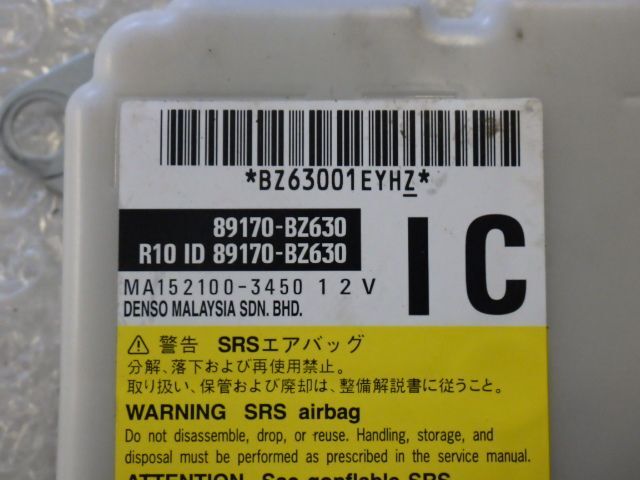 *BZ63001EYHZ*
89170-BZ630
R10 ID 89170-BZ630
IC
MA152100-3450 12V
DENSO MALAYSIA SDN. BHD.
⚠ 警告 SRSエアバッグ
分解、落下および再使用禁止。
取り扱い、保管および廃却は、整備解説書に従うこと。
WARNING SRS airbag
Do not disassemble, drop, or reuse. Handling, storage, and
disposal must be performed as prescribed in the service manual.
ATTENTION Sac gonflable SRS